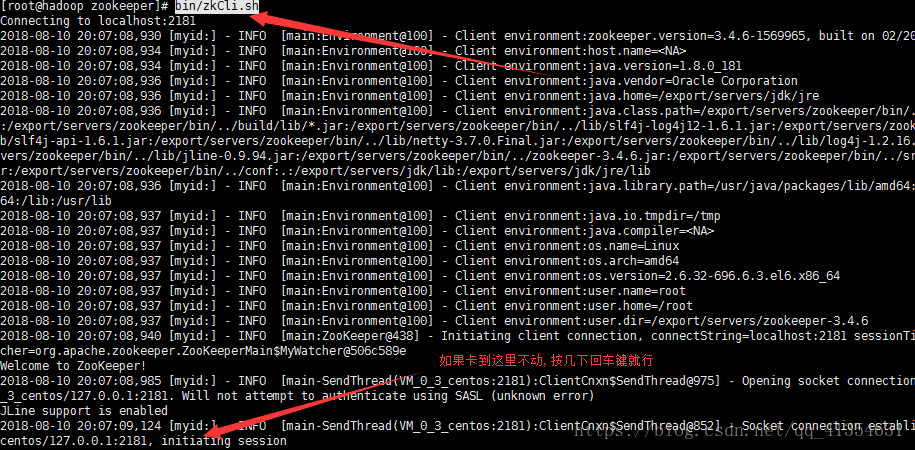 [root@hadoop zookeeper]# bin/zkCli.sh
Connecting to localhost:2181
2018-08-10 20:07:08,930 [myid:] - INFO  [main:Environment@100] - Client environment:zookeeper.version=3.4.6-1569965, built on 02/20
2018-08-10 20:07:08,934 [myid:] - INFO  [main:Environment@100] - Client environment:host.name=<NA>
2018-08-10 20:07:08,934 [myid:] - INFO  [main:Environment@100] - Client environment:java.version=1.8.0_181
2018-08-10 20:07:08,936 [myid:] - INFO  [main:Environment@100] - Client environment:java.vendor=Oracle Corporation
2018-08-10 20:07:08,936 [myid:] - INFO  [main:Environment@100] - Client environment:java.home=/export/servers/jdk/jre
2018-08-10 20:07:08,936 [myid:] - INFO  [main:Environment@100] - Client environment:java.class.path=/export/servers/zookeeper/bin/.
:/export/servers/zookeeper/bin/../build/lib/*.jar:/export/servers/zookeeper/bin/../lib/slf4j-log4j12-1.6.1.jar:/export/servers/zook
b/slf4j-api-1.6.1.jar:/export/servers/zookeeper/bin/../lib/netty-3.7.0.Final.jar:/export/servers/zookeeper/bin/../lib/log4j-1.2.16.
vers/zookeeper/bin/../lib/jline-0.9.94.jar:/export/servers/zookeeper/bin/../zookeeper-3.4.6.jar:/export/servers/zookeeper/bin/../sr
r:/export/servers/zookeeper/bin/../conf:.:/export/servers/jdk/lib:/export/servers/jdk/jre/lib
2018-08-10 20:07:08,936 [myid:] - INFO  [main:Environment@100] - Client environment:java.library.path=/usr/java/packages/lib/amd64:
64:/lib:/usr/lib
2018-08-10 20:07:08,937 [myid:] - INFO  [main:Environment@100] - Client environment:java.io.tmpdir=/tmp
2018-08-10 20:07:08,937 [myid:] - INFO  [main:Environment@100] - Client environment:java.compiler=<NA>
2018-08-10 20:07:08,937 [myid:] - INFO  [main:Environment@100] - Client environment:os.name=Linux
2018-08-10 20:07:08,937 [myid:] - INFO  [main:Environment@100] - Client environment:os.arch=amd64
2018-08-10 20:07:08,937 [myid:] - INFO  [main:Environment@100] - Client environment:os.version=2.6.32-696.6.3.el6.x86_64
2018-08-10 20:07:08,937 [myid:] - INFO  [main:Environment@100] - Client environment:user.name=root
2018-08-10 20:07:08,937 [myid:] - INFO  [main:Environment@100] - Client environment:user.home=/root
2018-08-10 20:07:08,937 [myid:] - INFO  [main:Environment@100] - Client environment:user.dir=/export/servers/zookeeper-3.4.6
2018-08-10 20:07:08,940 [myid:] - INFO  [main:ZooKeeper@438] - Initiating client connection, connectString=localhost:2181 sessionTi
cher=org.apache.zookeeper.ZooKeeperMain$MyWatcher@506c589e
如果卡到这里不动,按几下回车键就行
Welcome to ZooKeeper!
2018-08-10 20:07:08,985 [myid:] - INFO  [main-SendThread(VM_0_3_centos:2181):ClientCnxn$SendThread@975] - Opening socket connection
_3_centos/127.0.0.1:2181. Will not attempt to authenticate using SASL (unknown error)
JLine support is enabled
2018-08-10 20:07:09,124 [myid:] - INFO  [main-SendThread(VM_0_3_centos:2181):ClientCnxn$SendThread@852] - Socket connection establi
centos/127.0.0.1:2181, initiating session